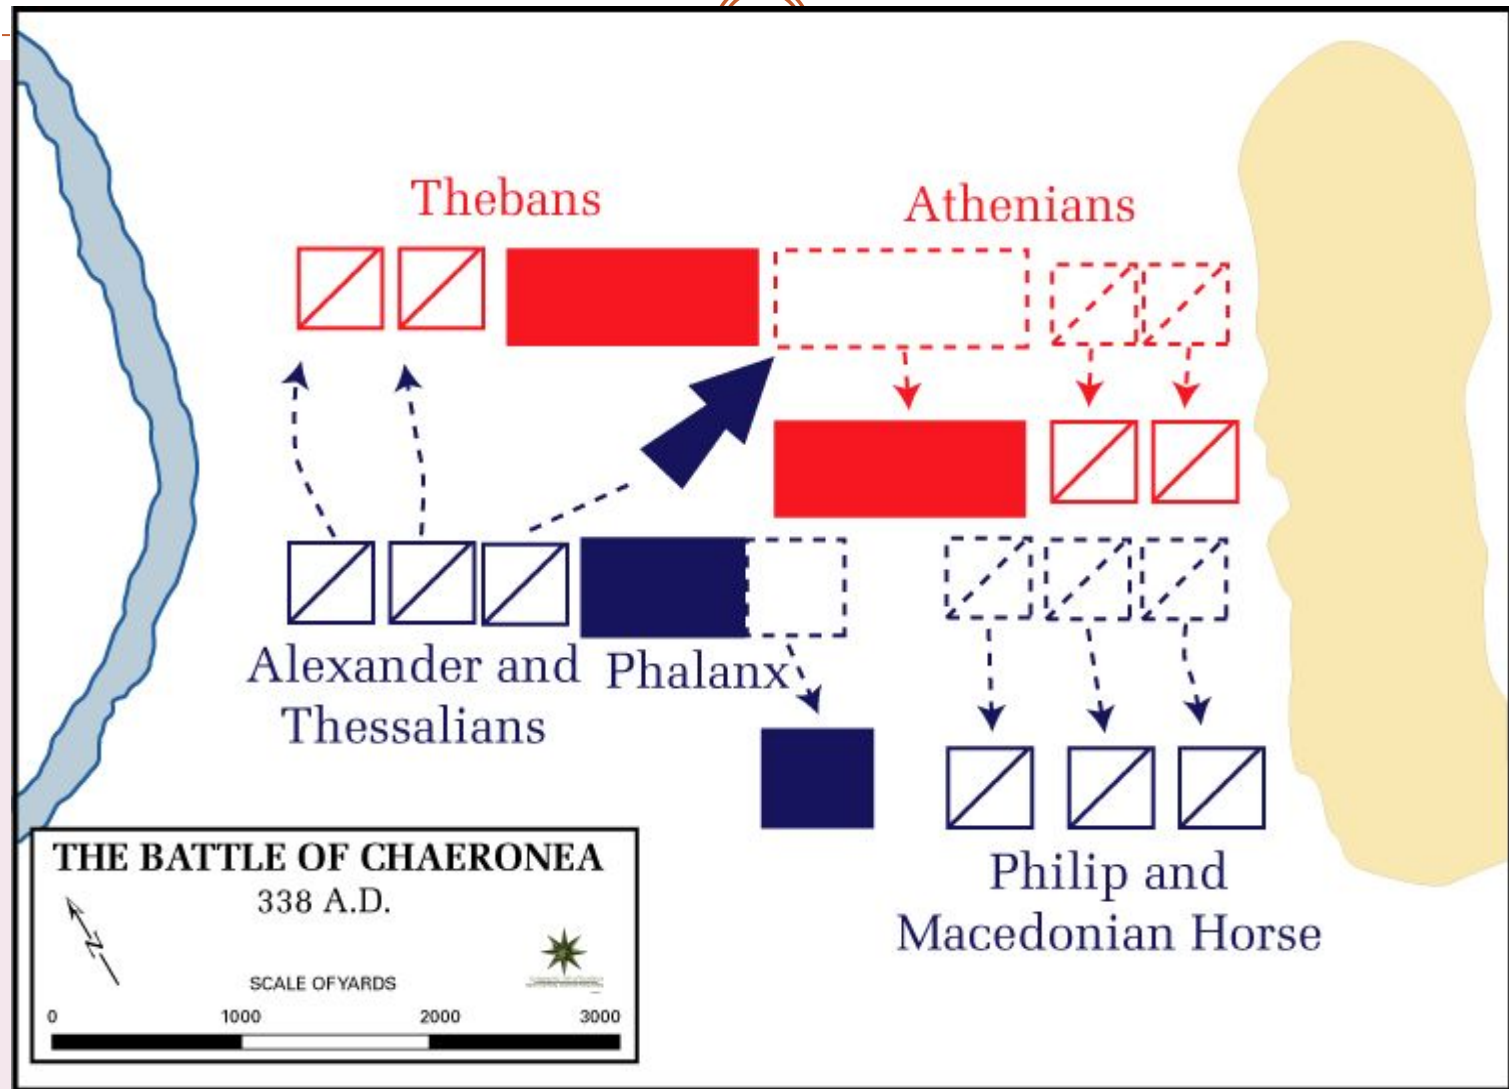 Thebans
Athenians
Alexander and
Thessalians
Phalanx
Philip and
Macedonian Horse
THE BATTLE OF CHAERONEA
338 A.D.
N
SCALE OF YARDS
0 1000 2000 3000